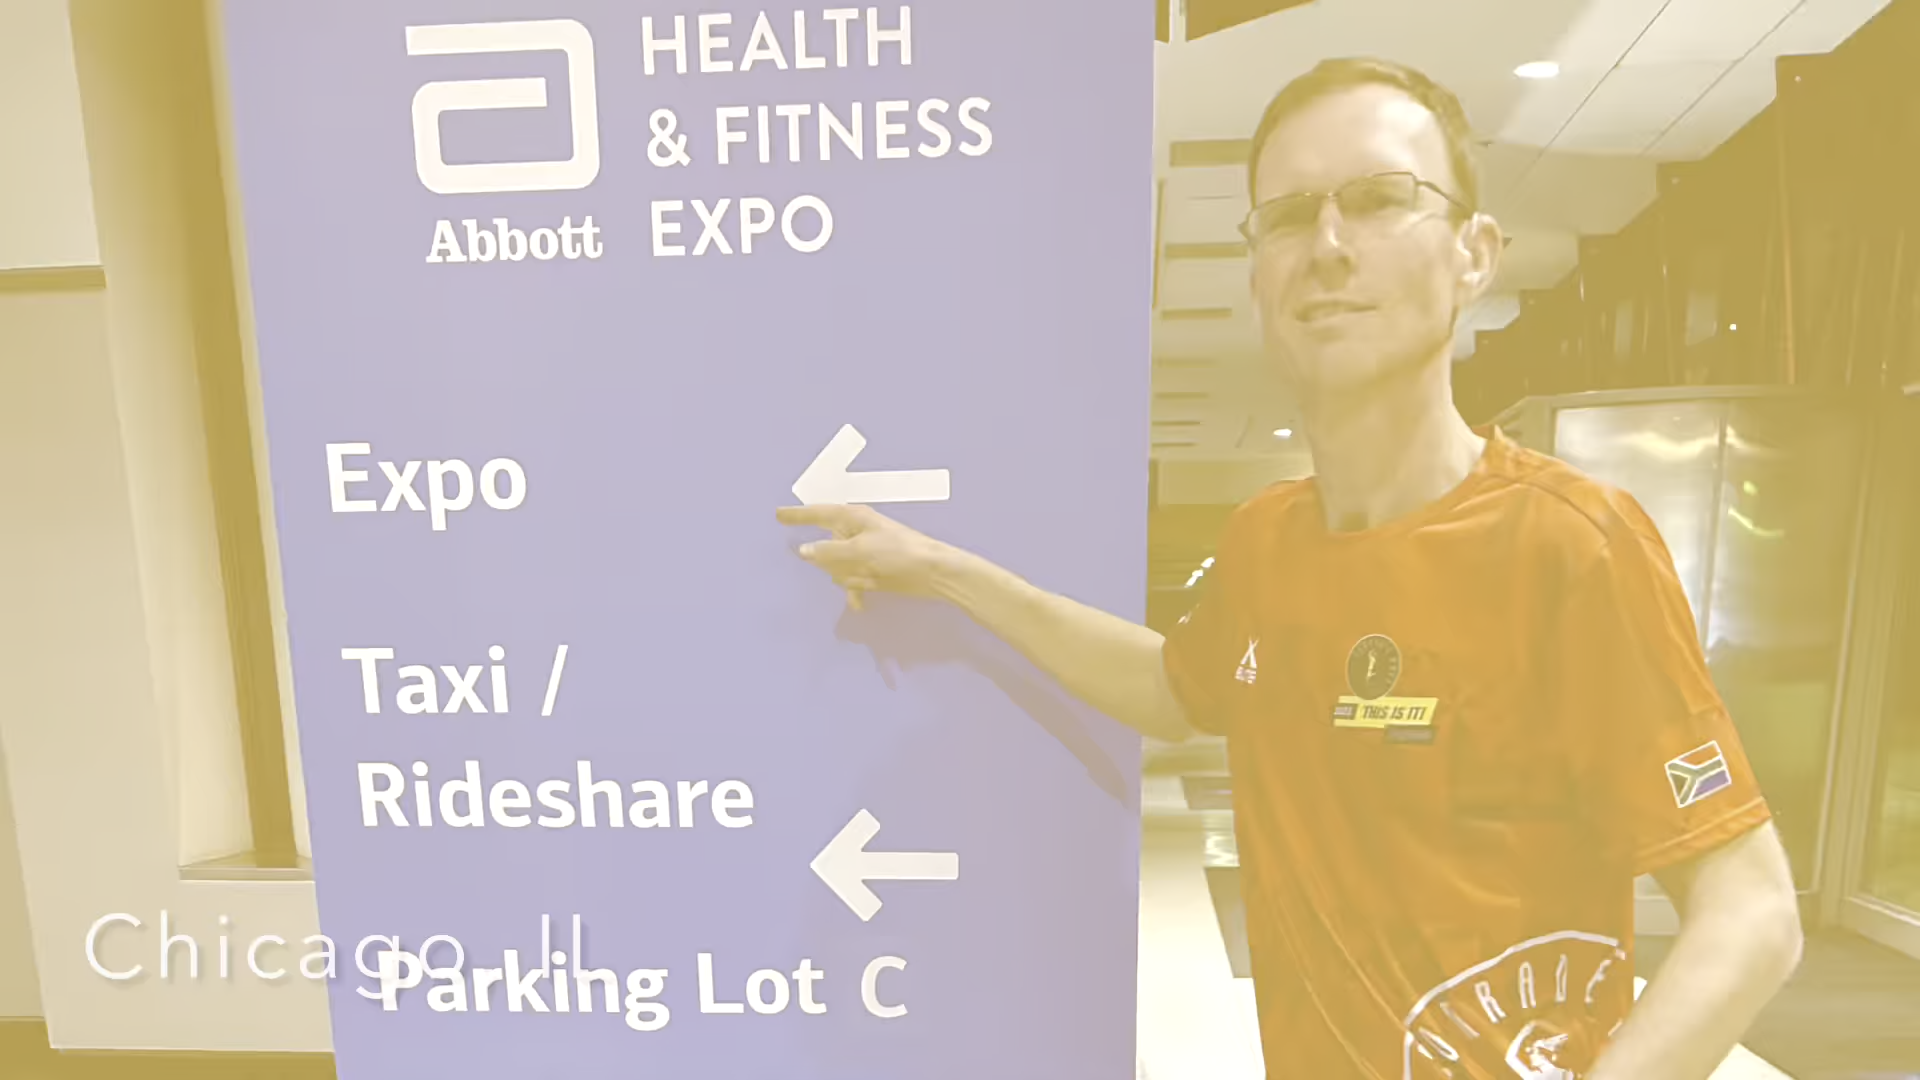 HEALTH
& FITNESS
EXPO
Abbott
Expo
Taxi /
Rideshare
Parking Lot C
Chicago, IL
THIS IS IT!